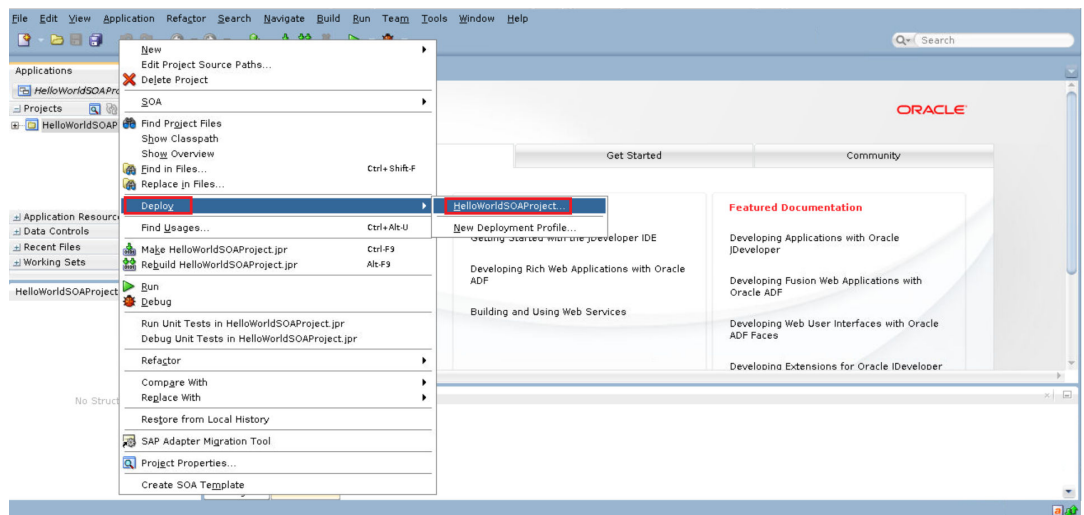 File Edit View Application Refactor Search Navigate Build Run Team Tools Window Help
Search
Applications
HelloWorldSOAPro
Projects
HelloWorldSOAP
Application Resourc
Data Controls
Recent Files
Working Sets
HelloWorldSOAProject
No Struct
New
Edit Project Source Paths...
Delete Project
SOA
Find Project Files
Show Classpath
Show Overview
Find in Files... Ctrl+Shift-F
Replace in Files...
Deploy
Find Usages... Ctrl+Alt-U
Make HelloWorldSOAProject.jpr Ctrl-F9
Rebuild HelloWorldSOAProject.jpr Alt-F9
Run
Debug
Run Unit Tests in HelloWorldSOAProject.jpr
Debug Unit Tests in HelloWorldSOAProject.jpr
Refactor
Compare With
Replace With
Restore from Local History
SAP Adapter Migration Tool
Project Properties...
Create SOA Template
HelloWorldSOAProject...
New Deployment Profile...
ORACLE
Get Started
Community
Getting Started with the JDeveloper IDE
Developing Rich Web Applications with Oracle
ADF
Building and Using Web Services
Featured Documentation
Developing Applications with Oracle
JDeveloper
Developing Fusion Web Applications with
Oracle ADF
Developing Web User Interfaces with Oracle
ADF Faces
Developing Extensions for Oracle JDeveloper